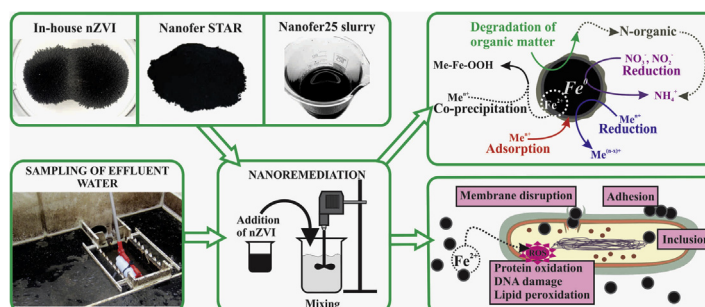 In-house nZVI
Nanofer STAR
Nanofer25 slurry
SAMPLING OF EFFLUENT
WATER
NANOREMEDIATION
Addition
of nZVI
Mixing
Degradation of
organic matter
N-organic
Me-Fe-OOH
NO₃⁻, NO₂⁻
Reduction
Fe⁰
Meⁿ⁺
Fe²⁺
NH₄⁺
Co-precipitation
Meⁿ⁺
Reduction
Meⁿ⁺
Adsorption
Me⁽ⁿ⁻ˣ⁾⁺
Membrane disruption
Adhesion
Inclusion
Fe²⁺
ROS
Protein oxidation
DNA damage
Lipid peroxidation